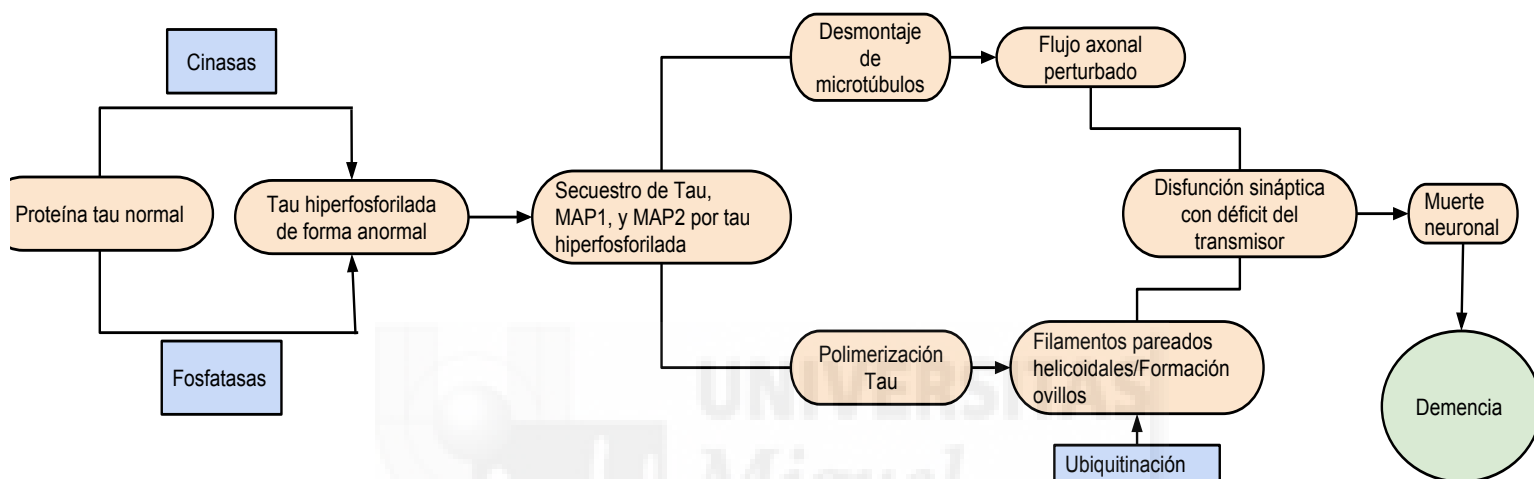 Cinasas
Proteína tau normal
Fosfatasas
Tau hiperfosforilada
de forma anormal
Secuestro de Tau,
MAP1, y MAP2 por tau
hiperfosforilada
Desmontaje
de
microtúbulos
Flujo axonal
perturbado
Polimerización
Tau
Filamentos pareados
helicoidales/Formación
ovillos
Ubiquitinación
Disfunción sináptica
con déficit del
transmisor
Muerte
neuronal
Demencia
UNIVERSITAS
Miguel